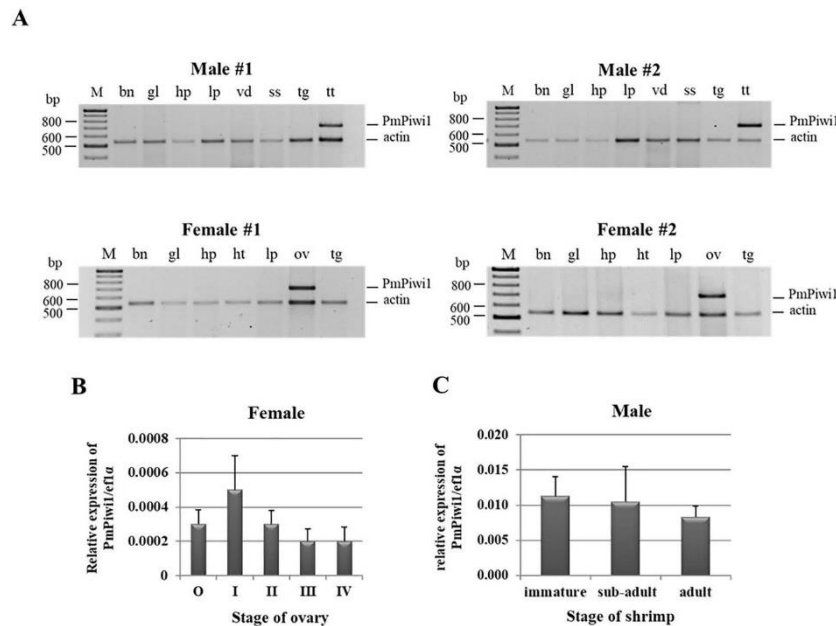 A
Male #1
bp M bn gl hp lp vd ss tg tt
800
600
500
PmPiwi1
actin
Male #2
bp M bn gl hp lp vd ss tg tt
800
600
500
PmPiwi1
actin
Female #1
bp M bn gl hp ht lp ov tg
800
600
500
PmPiwi1
actin
Female #2
bp M bn gl hp ht lp ov tg
800
600
500
PmPiwi1
actin
B
Female
Relative expression of
PmPiwi1/ef1α
0.0008
0.0006
0.0004
0.0002
0
O I II III IV
Stage of ovary
C
Male
relative expression of
PmPiwi1/ef1α
0.020
0.015
0.010
0.005
0.000
immature sub-adult adult
Stage of shrimp